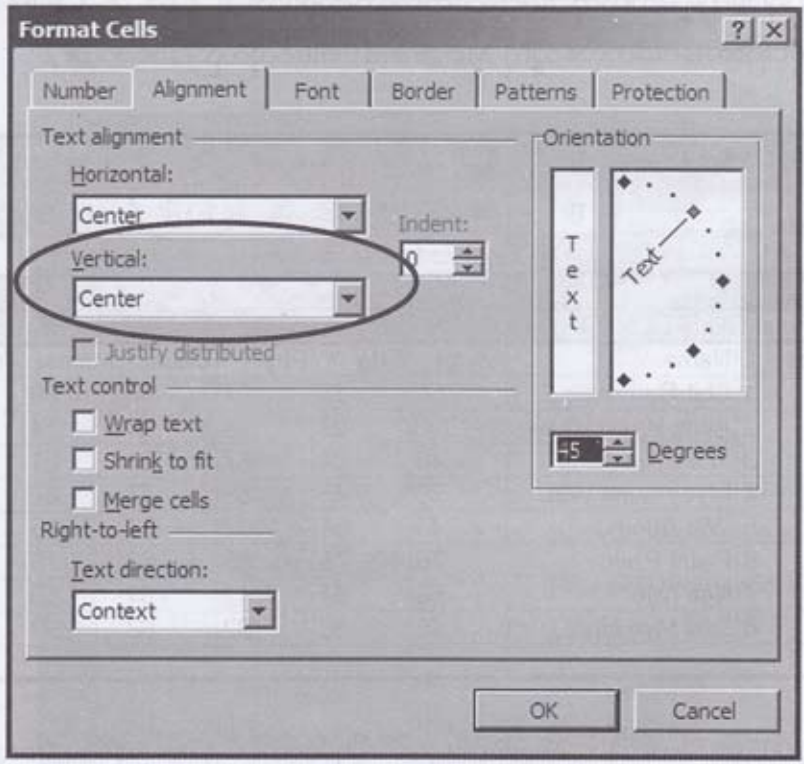 Format Cells
Number Alignment Font Border Patterns Protection
Text alignment
Horizontal:
Center
Indent:
0
Vertical:
Center
Justify distributed
Text control
Wrap text
Shrink to fit
Merge cells
Right-to-left
Text direction:
Context
Orientation
Text
Text
45 Degrees
OK Cancel